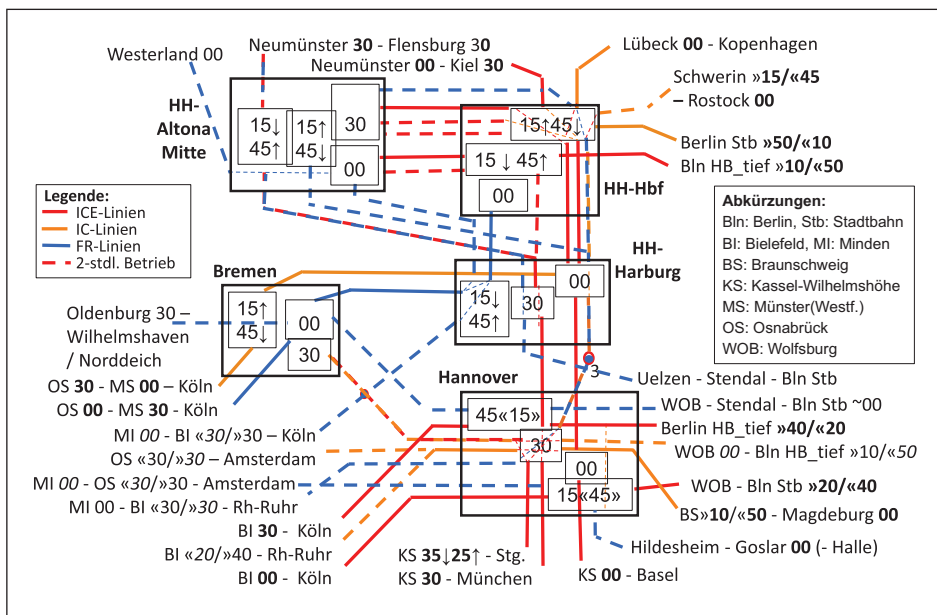 Westerland 00
Neumünster 30 - Flensburg 30
Neumünster 00 - Kiel 30
Lübeck 00 - Kopenhagen
Schwerin »15/«45
– Rostock 00
Berlin Stb »50/«10
Bln HB_tief »10/«50
HH-
Altona
Mitte
15↓
45↑
15↑
45↓
30
00
15↑45↓
15 ↓ 45↑
00
HH-Hbf
Legende:
ICE-Linien
IC-Linien
FR-Linien
2-stdl. Betrieb
Abkürzungen:
Bln: Berlin, Stb: Stadtbahn
BI: Bielefeld, MI: Minden
BS: Braunschweig
KS: Kassel-Wilhelmshöhe
MS: Münster(Westf.)
OS: Osnabrück
WOB: Wolfsburg
HH-
Harburg
00
15↓
45↑
30
Bremen
15↑
45↓
00
30
Oldenburg 30 –
Wilhelmshaven
/ Norddeich
OS 30 - MS 00 – Köln
OS 00 - MS 30 - Köln
MI 00 - BI «30/»30 – Köln
OS «30/»30 – Amsterdam
MI 00 - OS «30/»30 - Amsterdam
MI 00 - BI «30/»30 - Rh-Ruhr
BI 30 - Köln
BI «20/»40 - Rh-Ruhr
BI 00 - Köln
3
Hannover
45«15»
30
00
15«45»
Uelzen - Stendal - Bln Stb
WOB - Stendal - Bln Stb ~00
Berlin HB_tief »40/«20
WOB 00 - Bln HB_tief »10/«50
WOB - Bln Stb »20/«40
BS»10/«50 - Magdeburg 00
Hildesheim - Goslar 00 (- Halle)
KS 35↓25↑ - Stg.
KS 30 - München
KS 00 - Basel